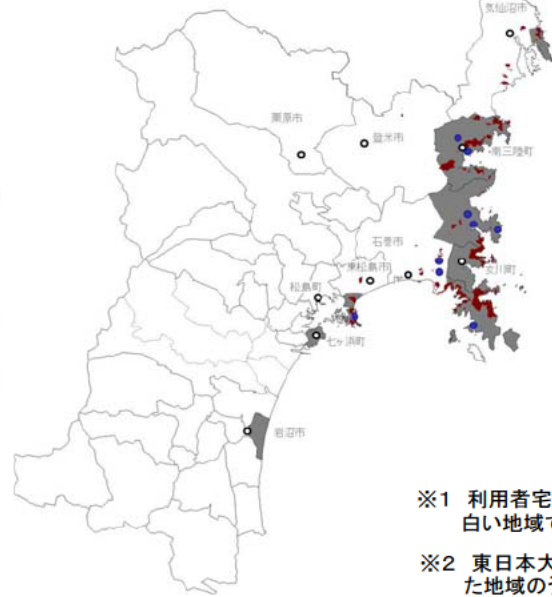 気仙沼市
栗原市
登米市
南三陸町
石巻市
東松島市
女川町
松島町
七ヶ浜町
岩沼市
※1 利用者宅
白い地域で
※2 東日本大
た地域の